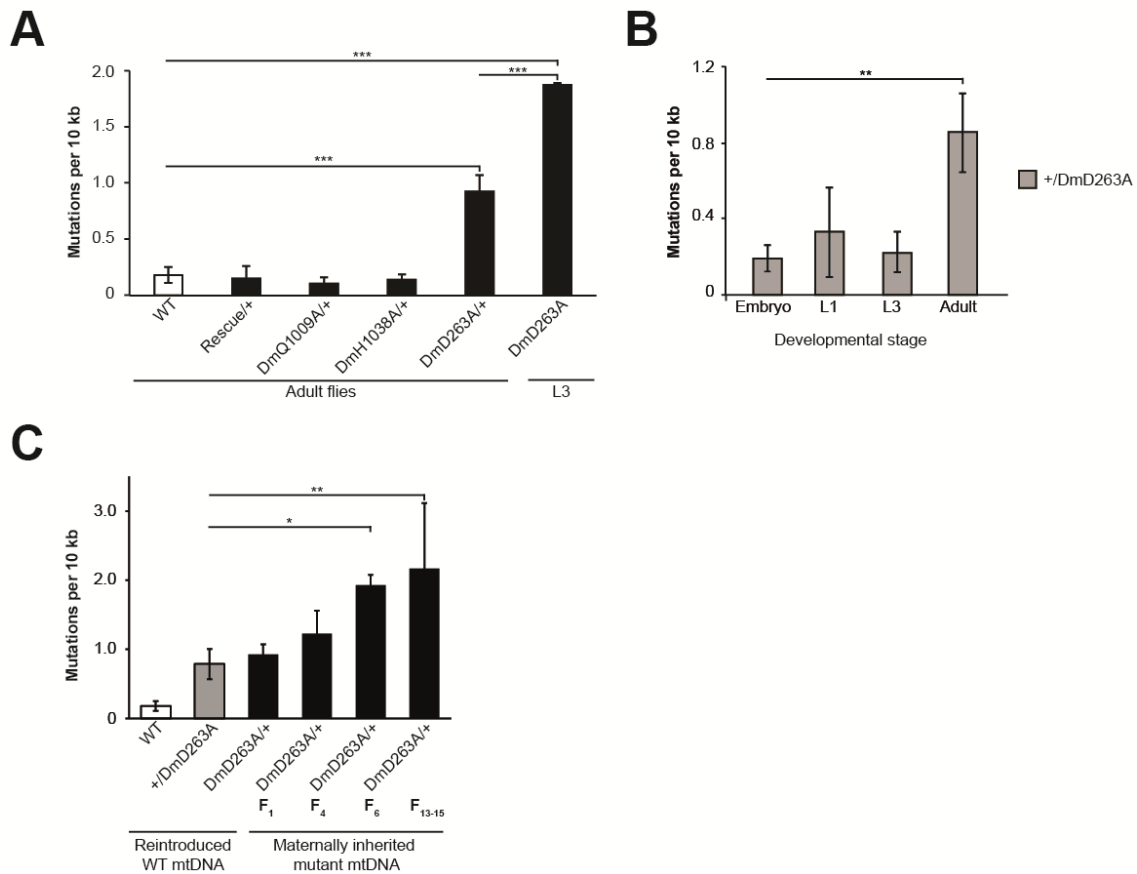 A
Mutations per 10 kb
2.0
1.5
1.0
0.5
0
***
***
***
WT
Rescue/+
DmQ1009A/+
DmH1038A/+
DmD263A/+
DmD263A
Adult flies
L3
B
Mutations per 10 kb
1.2
0.8
0.4
0
**
Embryo L1 L3 Adult
Developmental stage
+/DmD263A
C
Mutations per 10 kb
3.0
2.0
1.0
0
**
*
WT
+/DmD263A
DmD263A/+
DmD263A/+
DmD263A/+
DmD263A/+
F1 F4 F6 F13-15
Reintroduced
WT mtDNA
Maternally inherited
mutant mtDNA